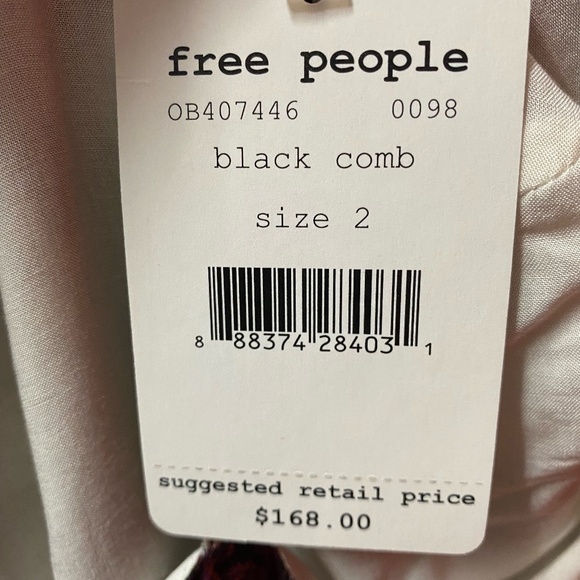 free people
OB407446 0098
black comb
size 2
8 88374 28403 1
suggested retail price
$168.00